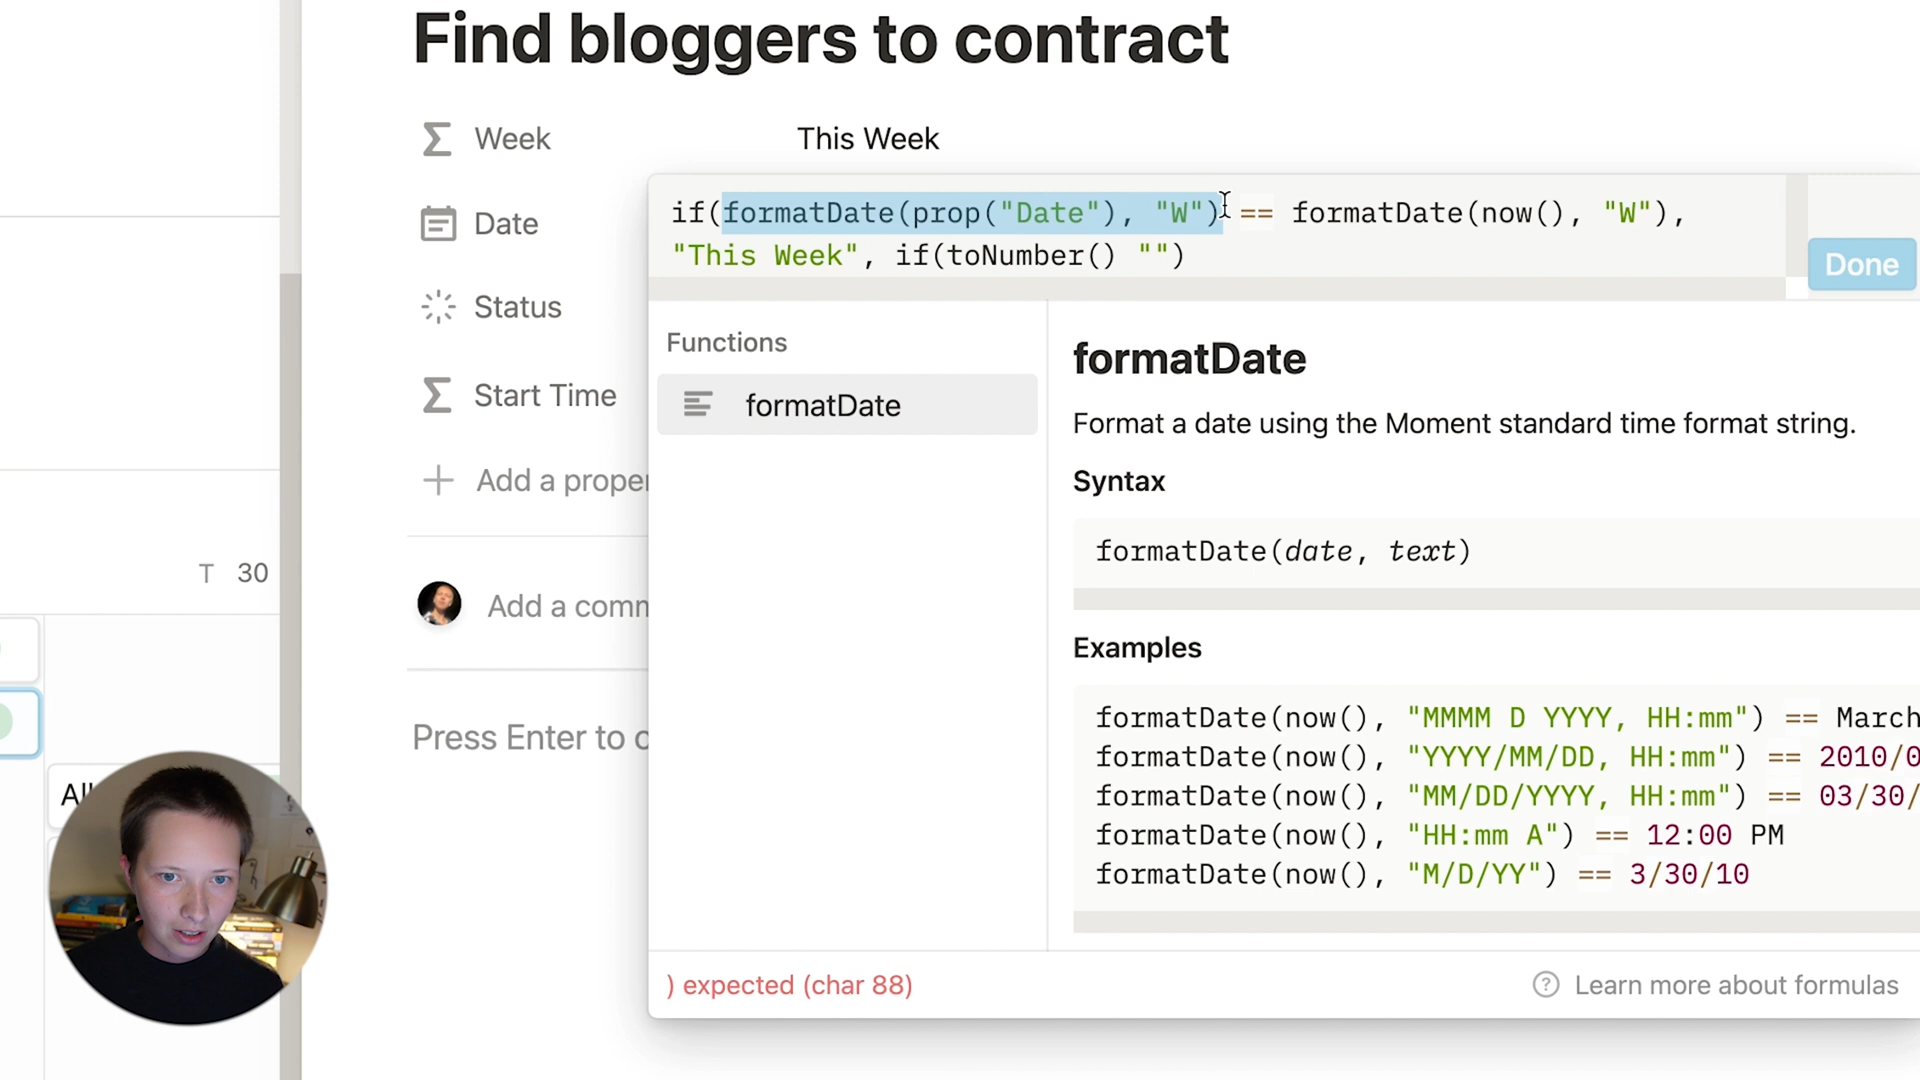 Find bloggers to contract
Week
This Week
Date
Status
Start Time
Add a proper
Add a comm
Press Enter to c
T 30
All
if(formatDate(prop("Date"), "W") == formatDate(now(), "W"),
"This Week", if(toNumber() "")
Done
Functions
formatDate
formatDate
Format a date using the Moment standard time format string.
Syntax
formatDate(date, text)
Examples
formatDate(now(), "MMMM D YYYY, HH:mm") == March
formatDate(now(), "YYYY/MM/DD, HH:mm") == 2010/0
formatDate(now(), "MM/DD/YYYY, HH:mm") == 03/30/
formatDate(now(), "HH:mm A") == 12:00 PM
formatDate(now(), "M/D/YY") == 3/30/10
) expected (char 88)
? Learn more about formulas